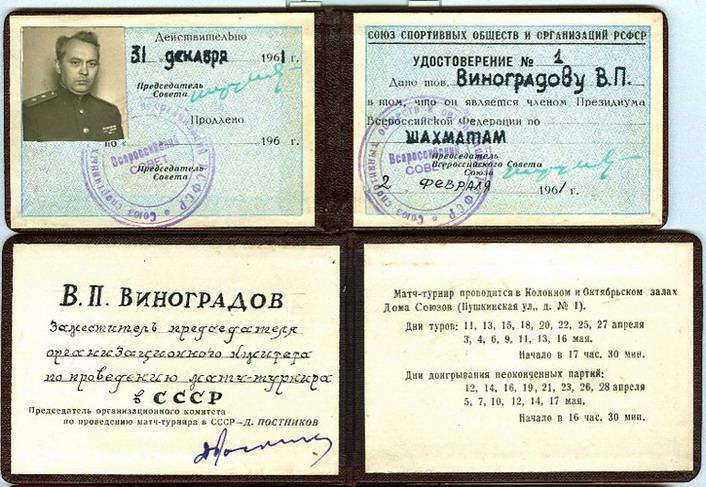 Действительно
31 декабря 1961 г.
Председатель
Совета
Продлено
по « 196 г.
Председатель
Совета
Всероссийский
СОВЕТ
СОЮЗ СПОРТИВНЫХ ОБЩЕСТВ И ОРГАНИЗАЦИЙ РСФСР
УДОСТОВЕРЕНИЕ № 1
Дано тов. ВИНОГРАДОВУ В.П.
в том, что он является членом Президиума
Всероссийской Федерации по
ШАХМАТАМ
Председатель
Всероссийского Совета
Союза
2 ФЕВРАЛЯ 1961 г.
Всероссийский
СОВЕТ
В. П. ВИНОГРАДОВ
Заместитель председателя
организационного комитета
по проведению матч-турнира
в СССР
Председатель организационного комитета
по проведению матч-турнира в СССР—Д. ПОСТНИКОВ
Матч-турнир проводится в Колонном и Октябрьском залах
Дома Союзов (Пушкинская ул., д. № 1).
Дни туров: 11, 13, 15, 18, 20, 22, 25, 27 апреля
3, 4, 6, 9, 11, 13, 16 мая.
Начало в 17 час. 30 мин.
Дни доигрывания неоконченных партий:
12, 14, 16, 19, 21, 23, 26, 28 апреля
5, 7, 10, 12, 14, 17 мая.
Начало в 16 час. 30 мин.